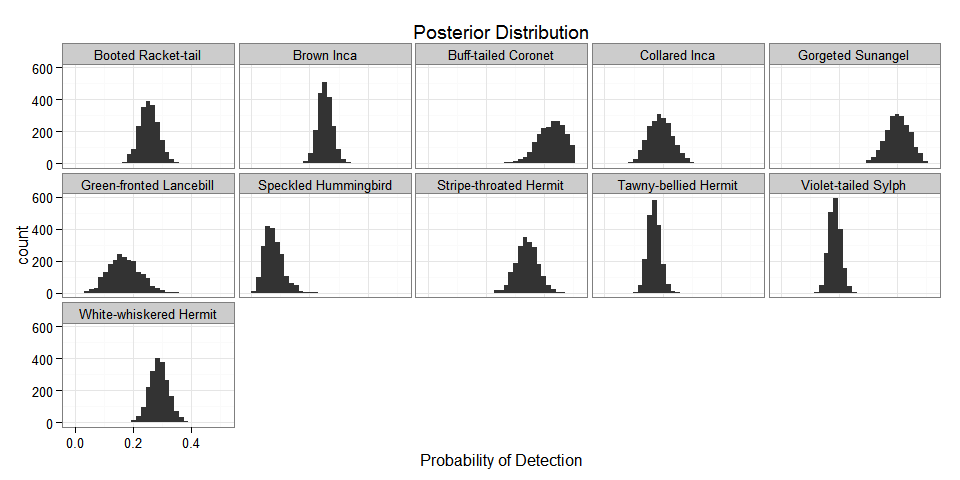 Posterior Distribution
Booted Racket-tail
Brown Inca
Buff-tailed Coronet
Collared Inca
Gorgeted Sunangel
600
400
200
0
Green-fronted Lancebill
Speckled Hummingbird
Stripe-throated Hermit
Tawny-bellied Hermit
Violet-tailed Sylph
600
400
200
0
count
White-whiskered Hermit
600
400
200
0
0.0 0.2 0.4
Probability of Detection